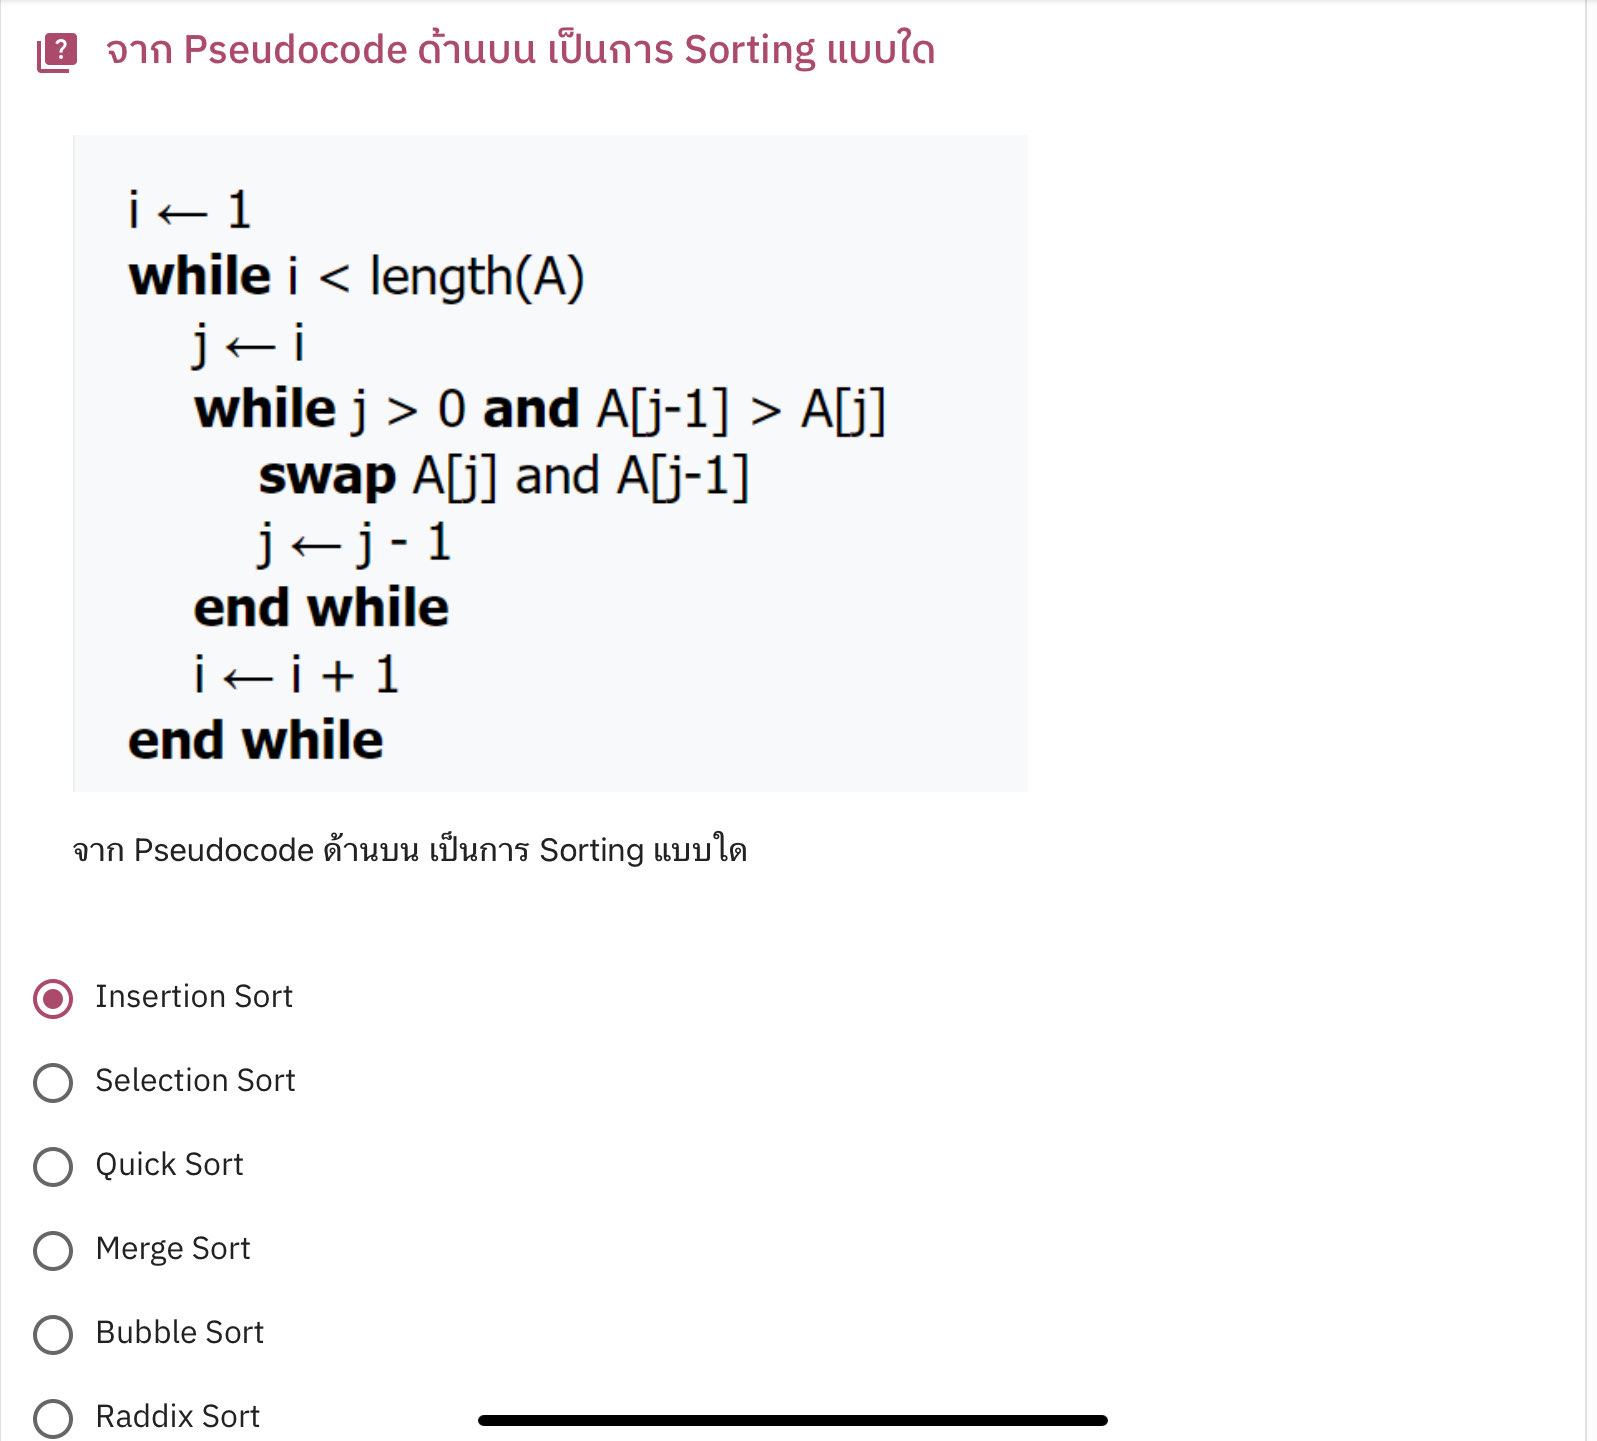 ? จาก Pseudocode ด้านบน เป็นการ Sorting แบบใด
i ← 1
while i < length(A)
j ← i
while j > 0 and A[j-1] > A[j]
swap A[j] and A[j-1]
j ← j - 1
end while
i ← i + 1
end while
จาก Pseudocode ด้านบน เป็นการ Sorting แบบใด
Insertion Sort
Selection Sort
Quick Sort
Merge Sort
Bubble Sort
Raddix Sort